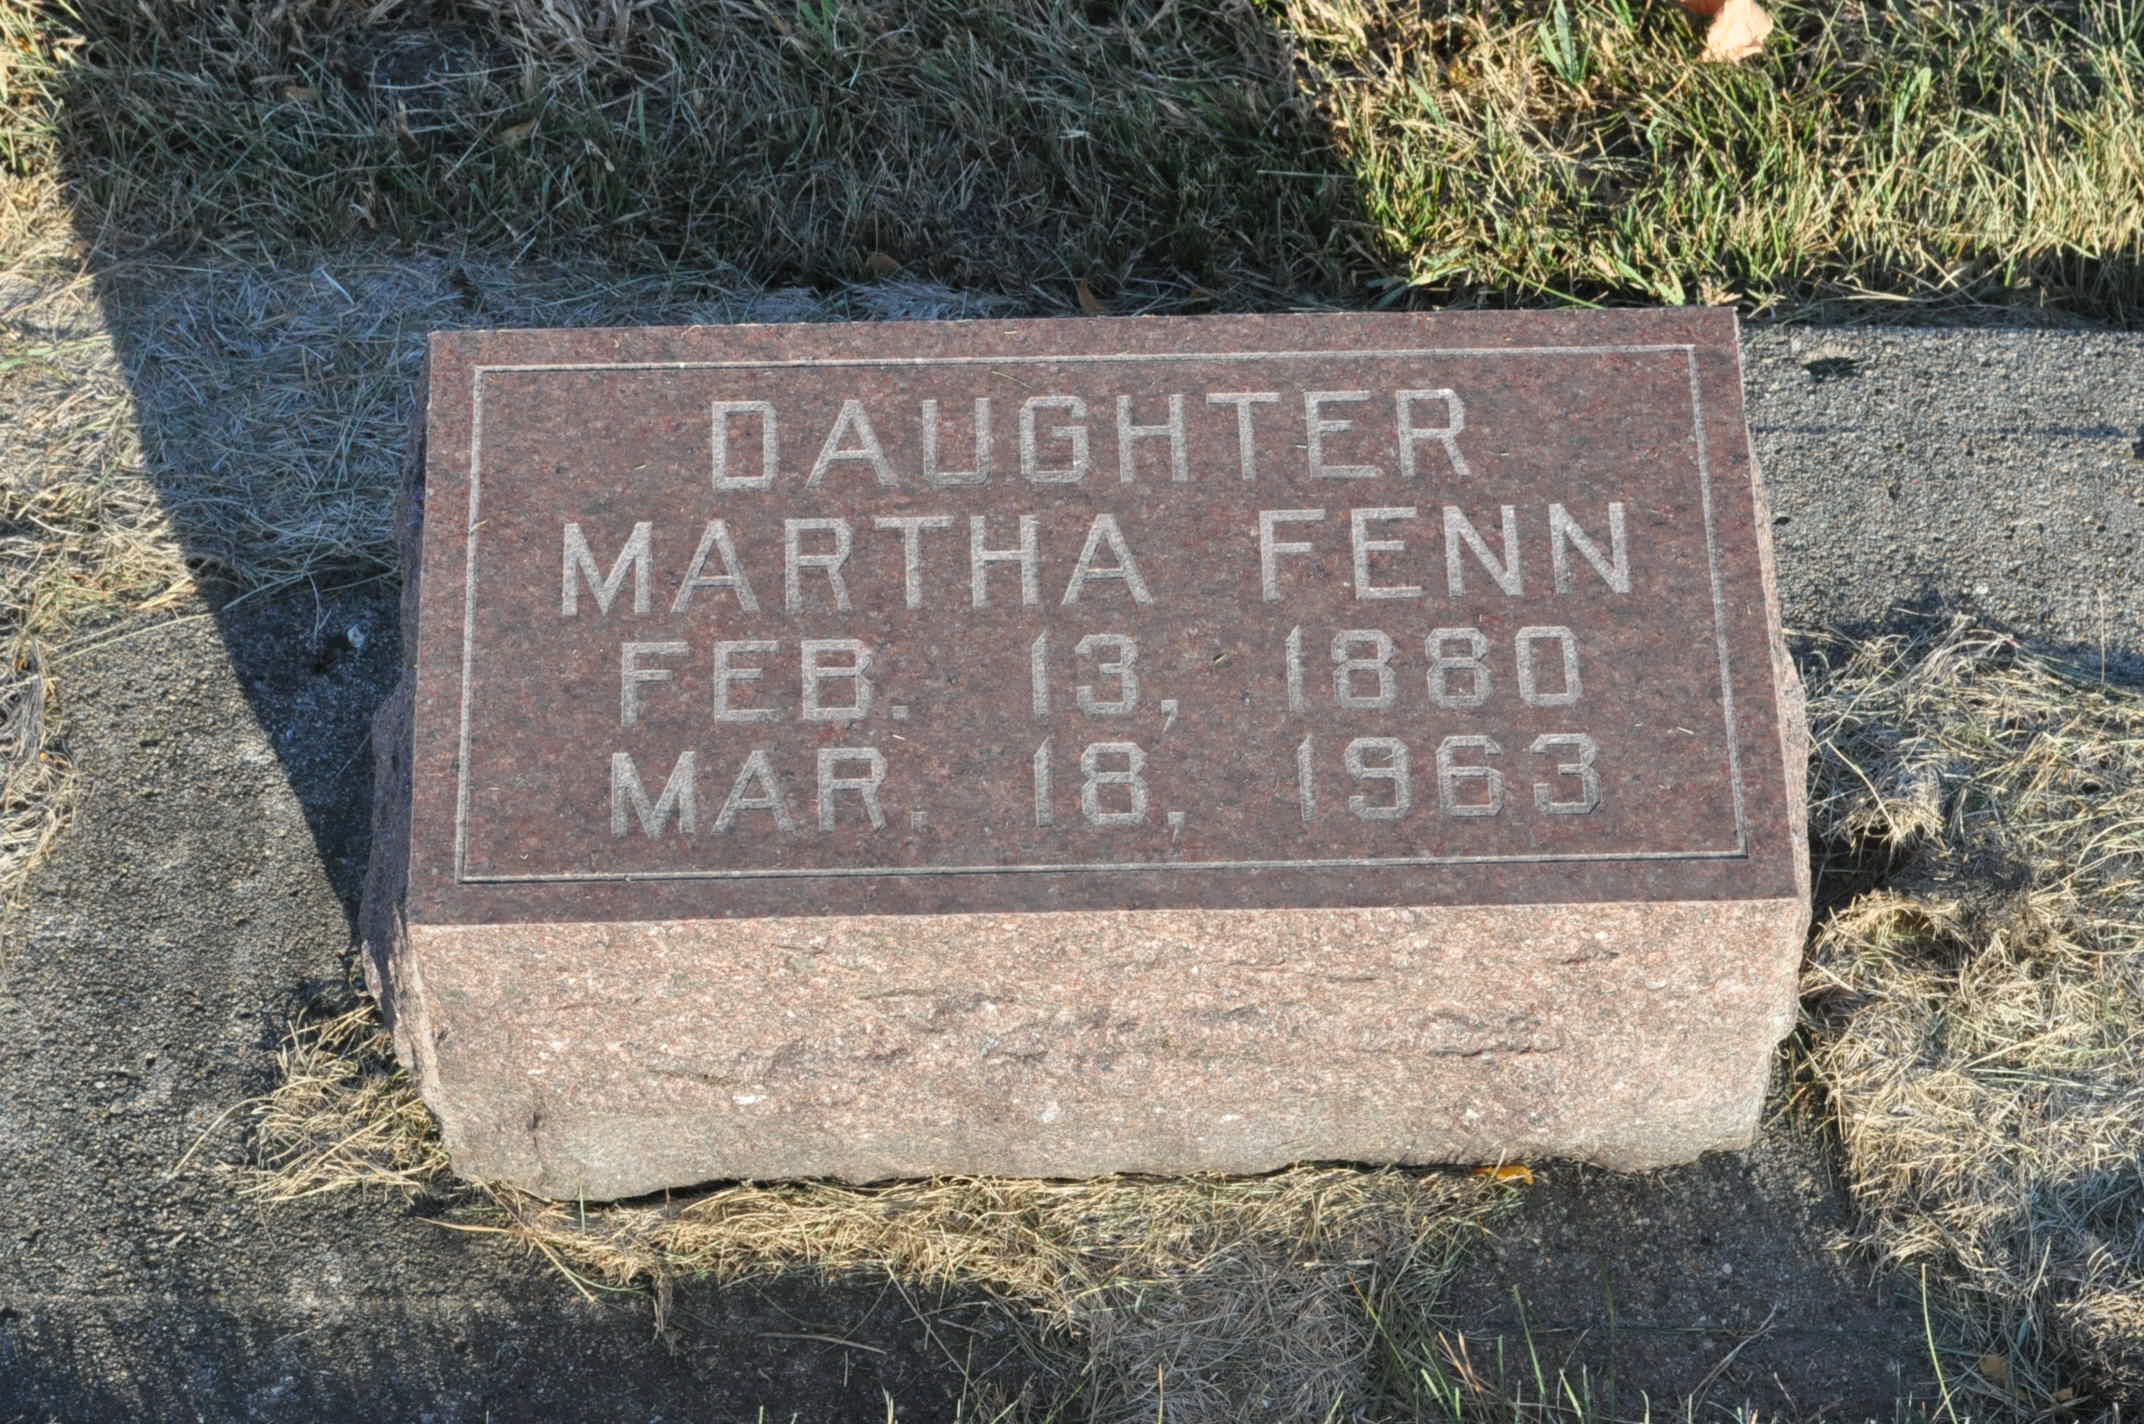 DAUGHTER
MARTHA FENN
FEB. 13, 1880
MAR. 18, 1963